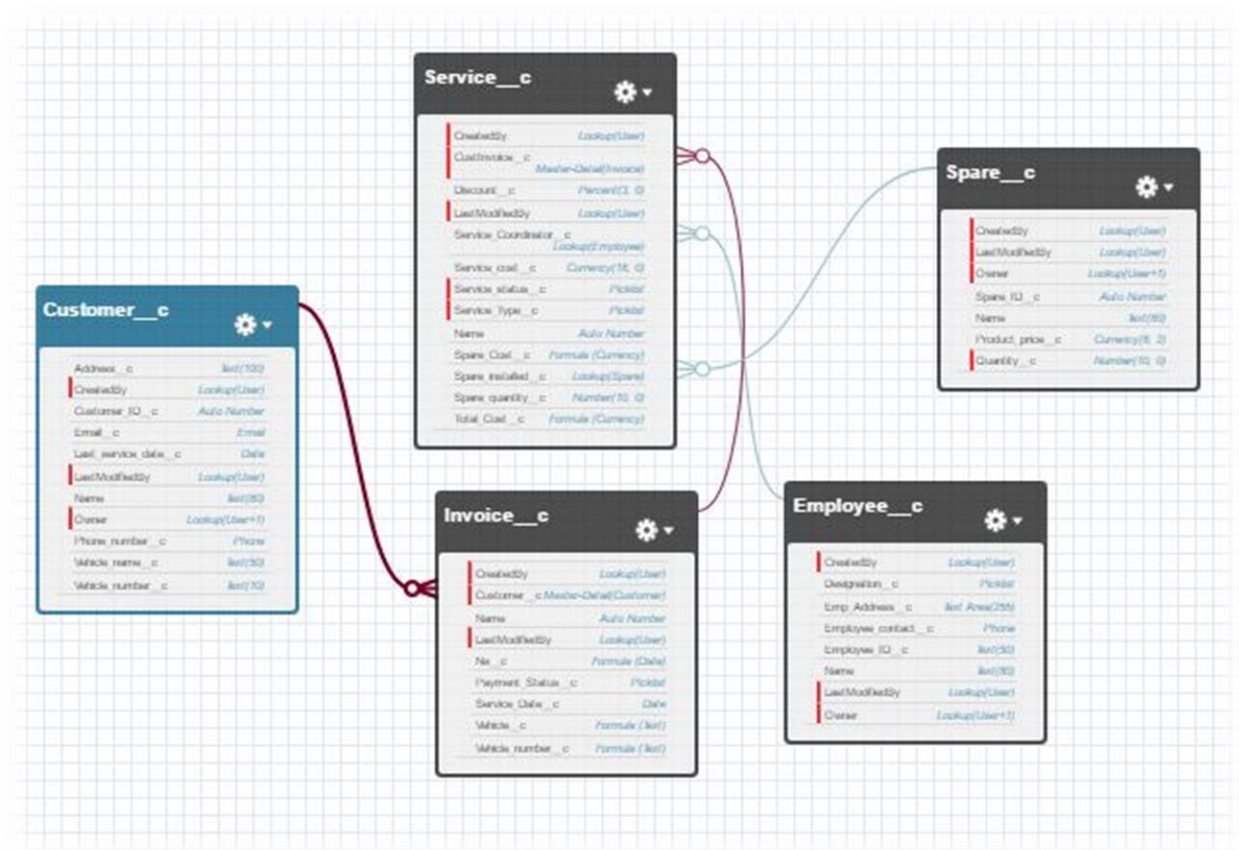 Service__c
CreatedBy Lookup(User)
CustInvoice__c
Master-Detail(Invoice)
Discount__c Percent(3, 0)
LastModifiedBy Lookup(User)
Service_Coordinator__c
Lookup(Employee)
Service_cost__c Currency(18, 0)
Service_status__c Picklist
Service_Type__c Picklist
Name Auto Number
Spare_Cost__c Formula (Currency)
Spare_installed__c Lookup(Spare)
Spare_quantity__c Number(10, 0)
Total_Cost__c Formula (Currency)
Spare__c
CreatedBy Lookup(User)
LastModifiedBy Lookup(User)
Owner Lookup(User+1)
Spare_ID__c Auto Number
Name Text(80)
Product_price__c
Quantity__c Number(10, 0)
Customer__c
Address__c Text(100)
CreatedBy Lookup(User)
Customer_ID__c Auto Number
Email__c Email
Last_service_date__c Date
LastModifiedBy Lookup(User)
Name Text(80)
Owner Lookup(User+1)
Phone_number__c Phone
Vehicle_name__c Text(50)
Vehicle_number__c Text(10)
Invoice__c
CreatedBy Lookup(User)
Customer__c Master-Detail(Customer)
Name Auto Number
LastModifiedBy Lookup(User)
Formula (Date)
Payment_Status__c Picklist
Service_Date__c Date
Vehicle__c Formula (Text)
Vehicle_number__c Formula (Text)
Employee__c
CreatedBy Lookup(User)
Designation__c Picklist
Emp_Address__c Text Area(255)
Employee_contact__c Phone
Employee_ID__c Text(50)
Name Text(80)
LastModifiedBy Lookup(User)
Owner Lookup(User+1)